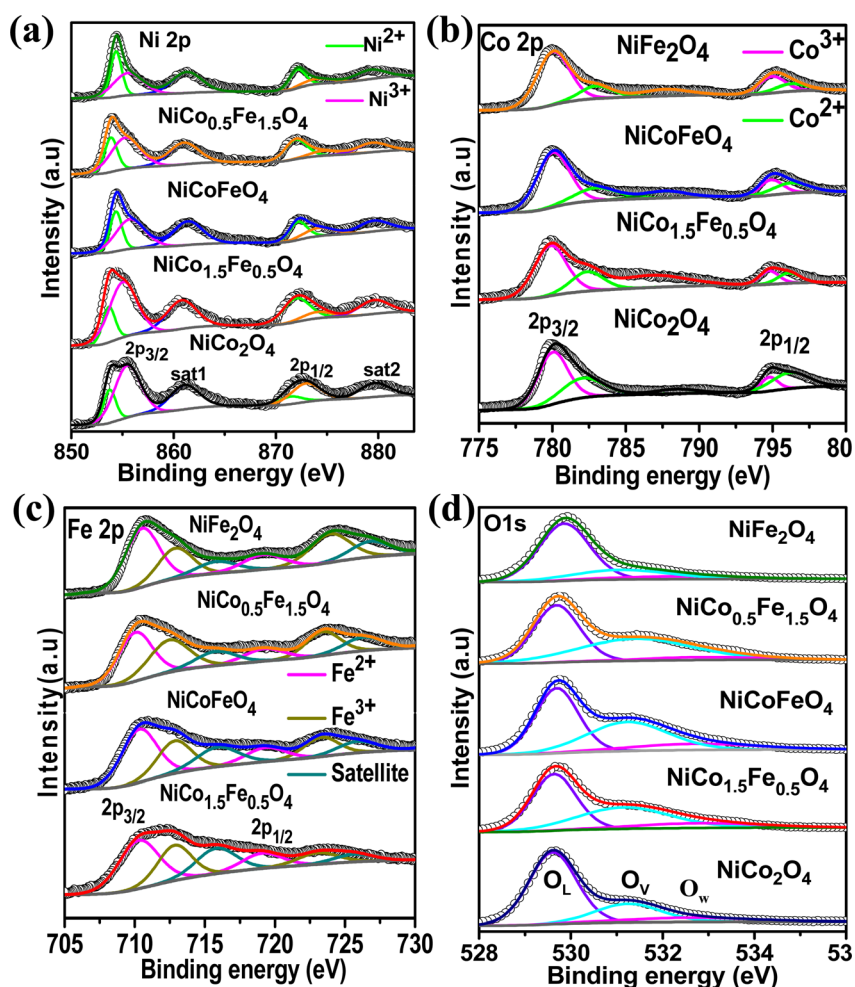 (a)
Ni 2p
Ni2+
Ni3+
NiCo0.5Fe1.5O4
NiCoFeO4
NiCo1.5Fe0.5O4
NiCo2O4
2p3/2
sat1
2p1/2
sat2
Intensity (a.u)
850 860 870 880
Binding energy (eV)
(b)
Co 2p
NiFe2O4
Co3+
Co2+
NiCoFeO4
NiCo1.5Fe0.5O4
NiCo2O4
2p3/2
2p1/2
Intensity (a.u)
775 780 785 790 795 80
Binding energy (eV)
(c)
Fe 2p
NiFe2O4
NiCo0.5Fe1.5O4
Fe2+
NiCoFeO4
Fe3+
Satellite
NiCo1.5Fe0.5O4
2p3/2
2p1/2
Intensity (a.u)
705 710 715 720 725 730
Binding energy (eV)
(d)
O1s
NiFe2O4
NiCo0.5Fe1.5O4
NiCoFeO4
NiCo1.5Fe0.5O4
NiCo2O4
OL OV Ow
Intensity (a.u)
528 530 532 534 53
Binding energy (eV)